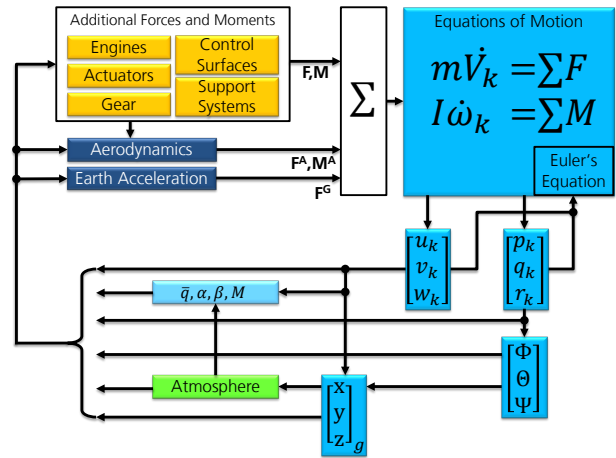 Additional Forces and Moments
Engines
Actuators
Gear
Control
Surfaces
Support
Systems
F,M
Aerodynamics
Earth Acceleration
Fᴬ,Mᴬ
Fᴳ
∑
Equations of Motion
mV̇ₖ = ∑F
Iω̇ₖ = ∑M
Euler's
Equation
uₖ
vₖ
wₖ
pₖ
qₖ
rₖ
q̄, α, β, M
Atmosphere
x
y
z g
Φ
Θ
Ψ